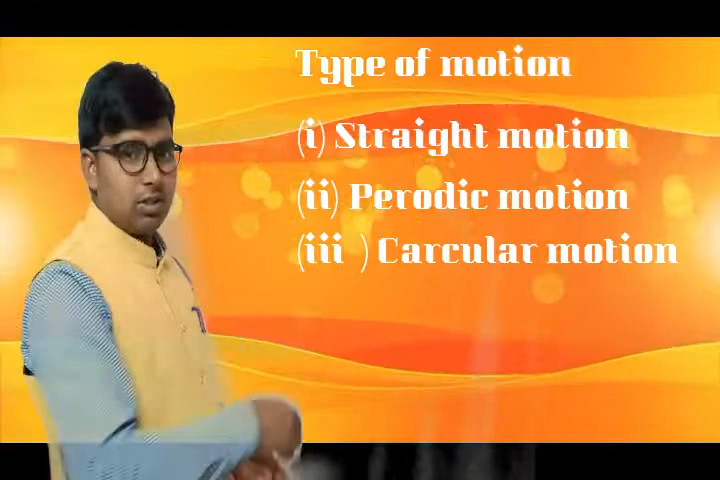 Type of motion
(i) Straight motion
(ii) Perodic motion
(iii ) Carcular motion